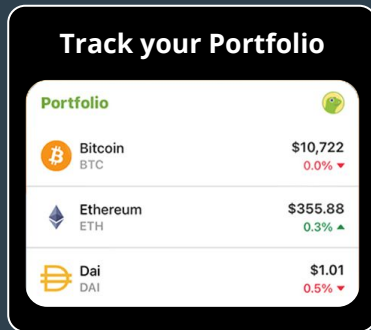 Track your Portfolio
Portfolio
Bitcoin $10,722
BTC 0.0% ▼
Ethereum $355.88
ETH 0.3% ▲
Dai $1.01
DAI 0.5% ▼